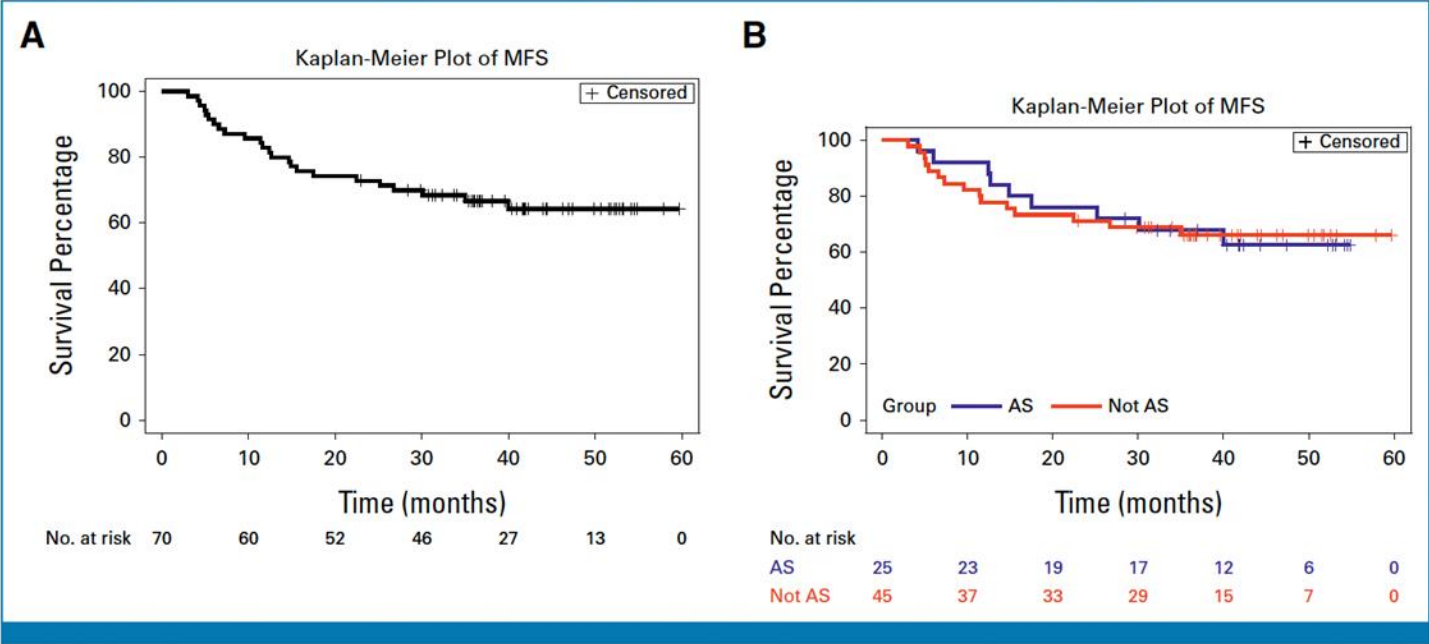 A
Kaplan-Meier Plot of MFS
+ Censored
Survival Percentage
100
80
60
40
20
0
0 10 20 30 40 50 60
Time (months)
No. at risk 70 60 52 46 27 13 0
B
Kaplan-Meier Plot of MFS
+ Censored
Survival Percentage
100
80
60
40
20
0
Group AS Not AS
0 10 20 30 40 50 60
Time (months)
No. at risk
AS 25 23 19 17 12 6 0
Not AS 45 37 33 29 15 7 0